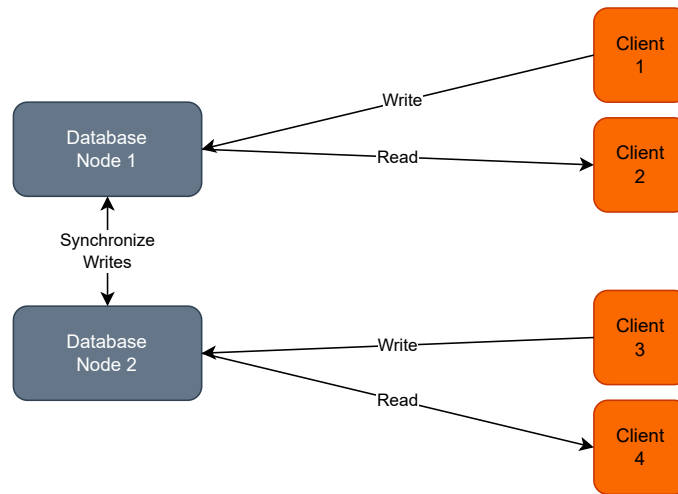 Client
1
Write
Database
Node 1
Read
Client
2
Synchronize
Writes
Database
Node 2
Write
Client
3
Read
Client
4